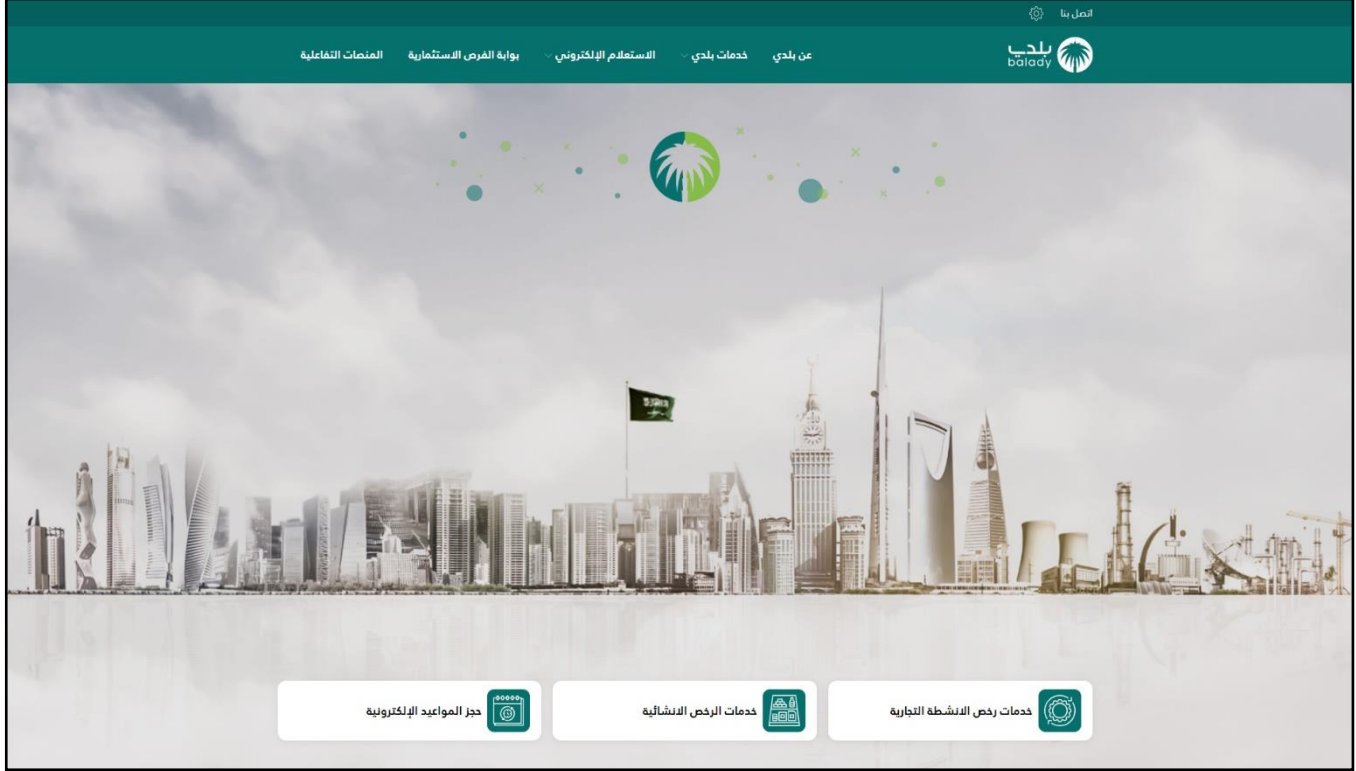 اتصل بنا
بلدي
balady
عن بلدي
خدمات بلدي
الاستعلام الإلكتروني
بوابة الفرص الاستثمارية
المنصات التفاعلية
خدمات رخص الانشطة التجارية
خدمات الرخص الانشائية
حجز المواعيد الإلكترونية